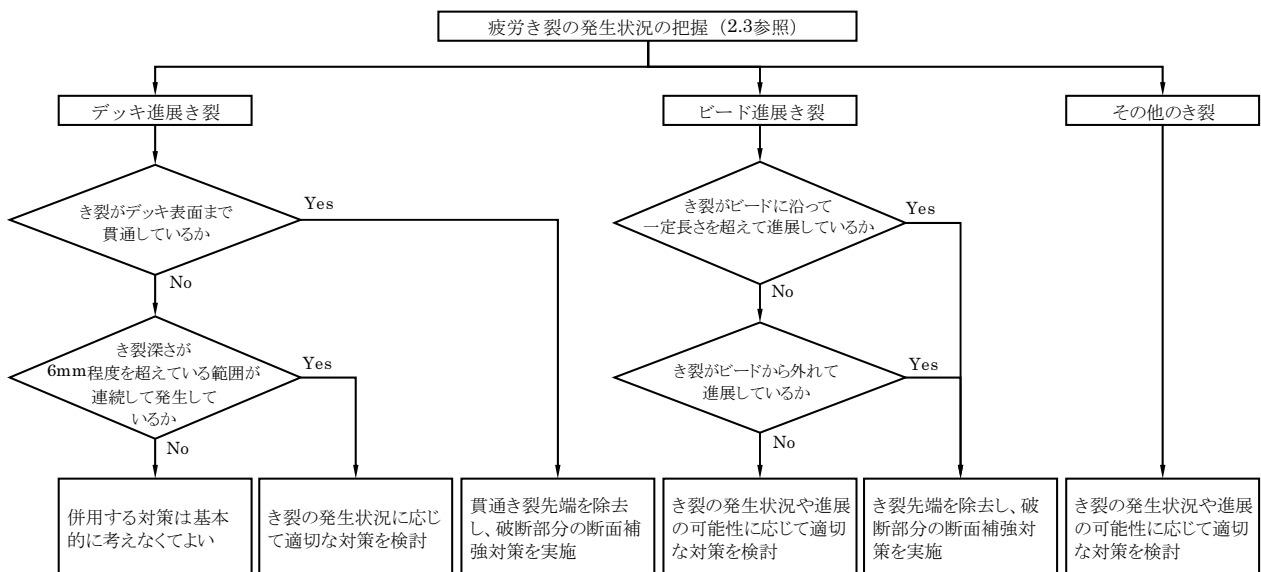 疲労き裂の発生状況の把握（2.3参照）
デッキ進展き裂
ビード進展き裂
その他のき裂
き裂がデッキ表面まで
貫通しているか
Yes
No
き裂がビードに沿って
一定長さを超えて進展しているか
Yes
No
き裂深さが
6mm程度を超えている範囲が
連続して発生して
いるか
Yes
No
き裂がビードから外れて
進展しているか
Yes
No
併用する対策は基本
的に考えなくてよい
き裂の発生状況に応じ
て適切な対策を検討
貫通き裂先端を除去
し、破断部分の断面補
強対策を実施
き裂の発生状況や進展
の可能性に応じて適切
な対策を検討
き裂先端を除去し、破
断部分の断面補強対
策を実施
き裂の発生状況や進展
の可能性に応じて適切
な対策を検討